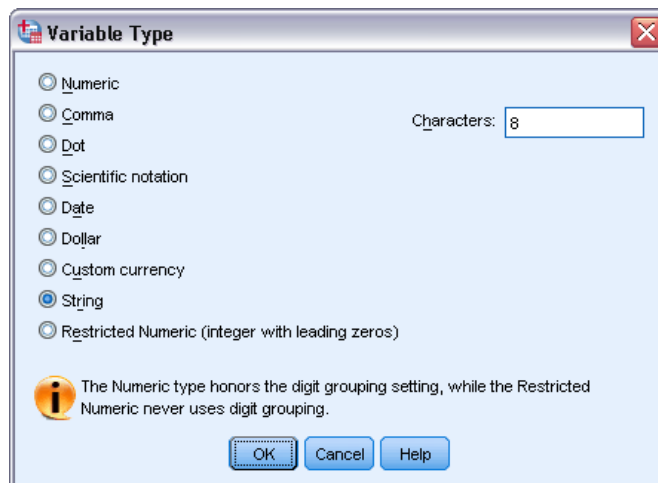 Variable Type
Numeric
Comma
Characters: 8
Dot
Scientific notation
Date
Dollar
Custom currency
String
Restricted Numeric (integer with leading zeros)
The Numeric type honors the digit grouping setting, while the Restricted
Numeric never uses digit grouping.
OK Cancel Help